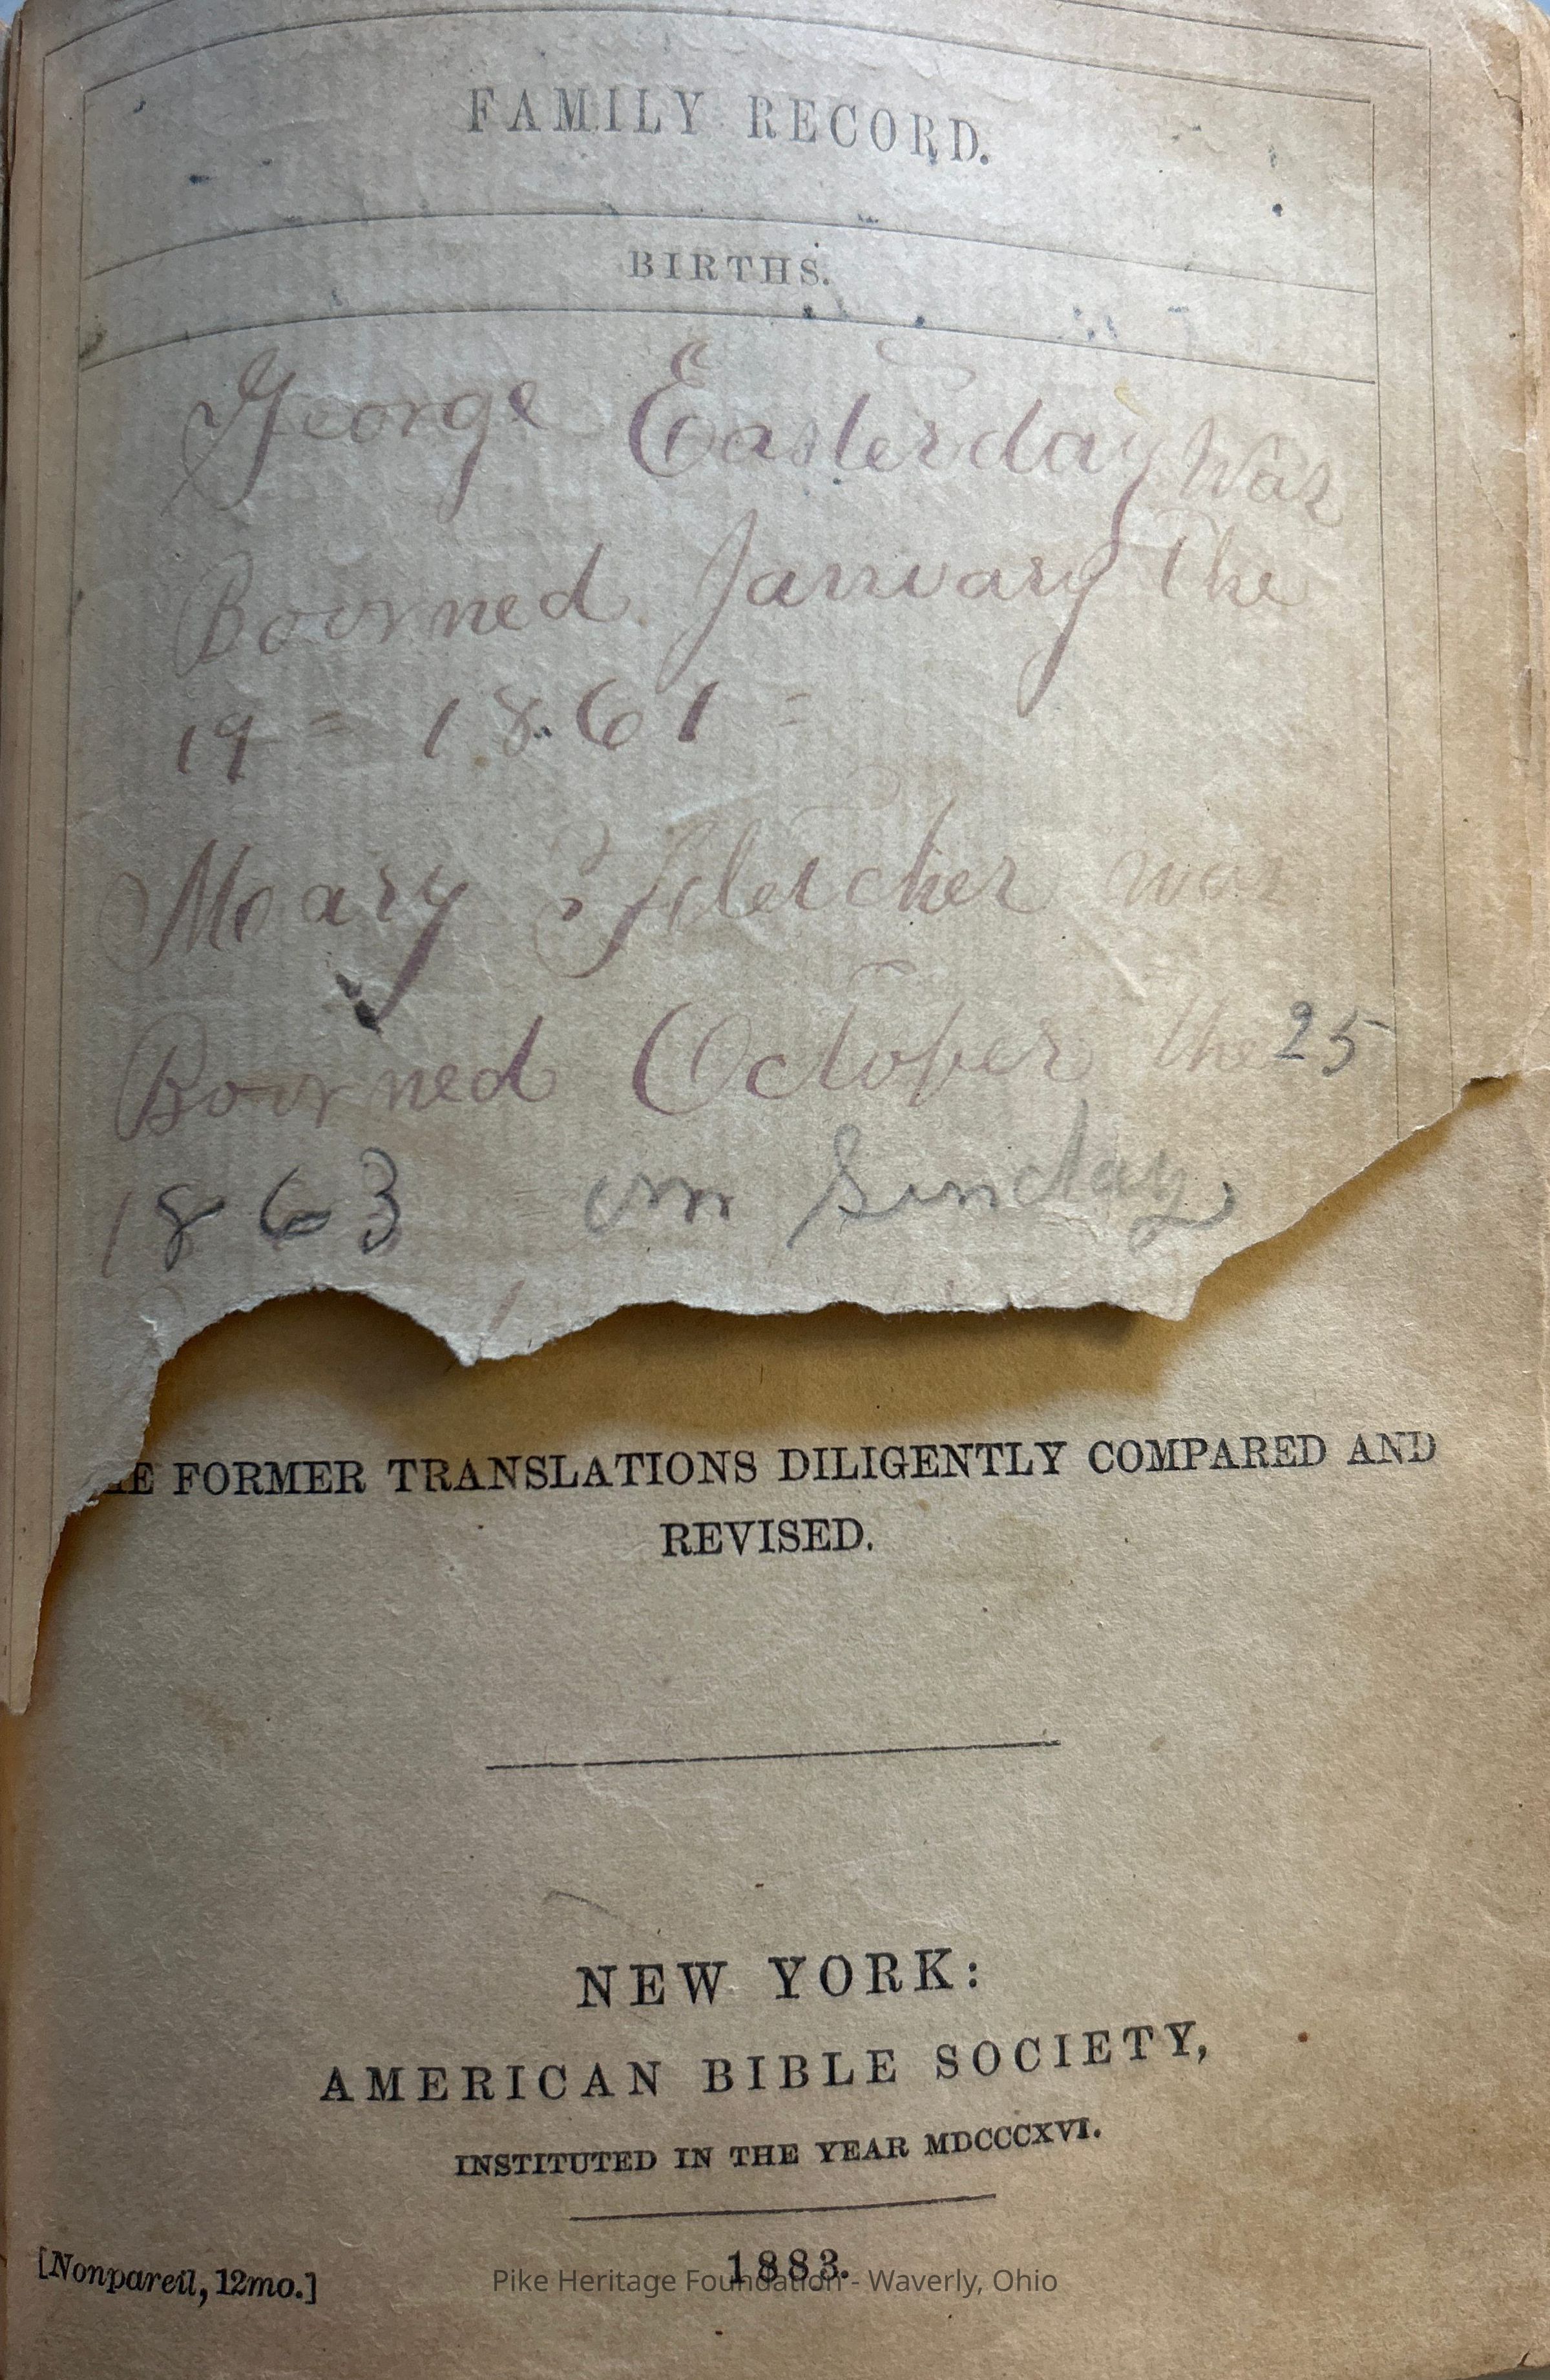 FAMILY RECORD.
BIRTHS.
George Easterday was
Boorned January the
19 = 1861 =
Mary Fletcher was
Boorned October the 25
1863 on Sunday
FORMER TRANSLATIONS DILIGENTLY COMPARED AND
REVISED.
NEW YORK:
AMERICAN BIBLE SOCIETY,
INSTITUTED IN THE YEAR MDCCCXVI.
1883.
[Nonpareil, 12mo.]
Pike Heritage Foundation - Waverly, Ohio